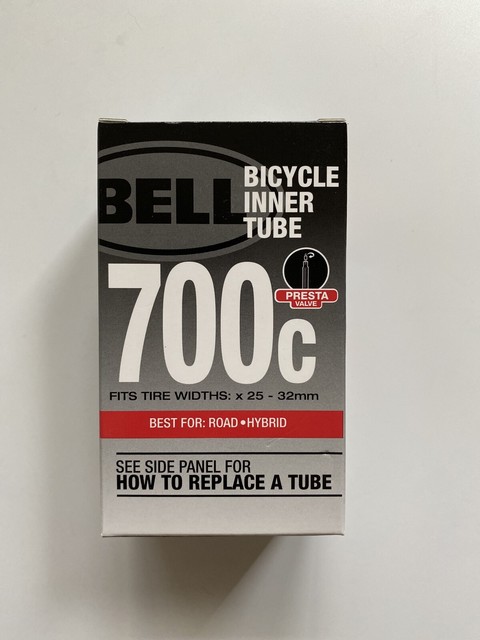 BELL
BICYCLE
INNER
TUBE
700c
PRESTA
VALVE
FITS TIRE WIDTHS: x 25 - 32mm
BEST FOR: ROAD•HYBRID
SEE SIDE PANEL FOR
HOW TO REPLACE A TUBE